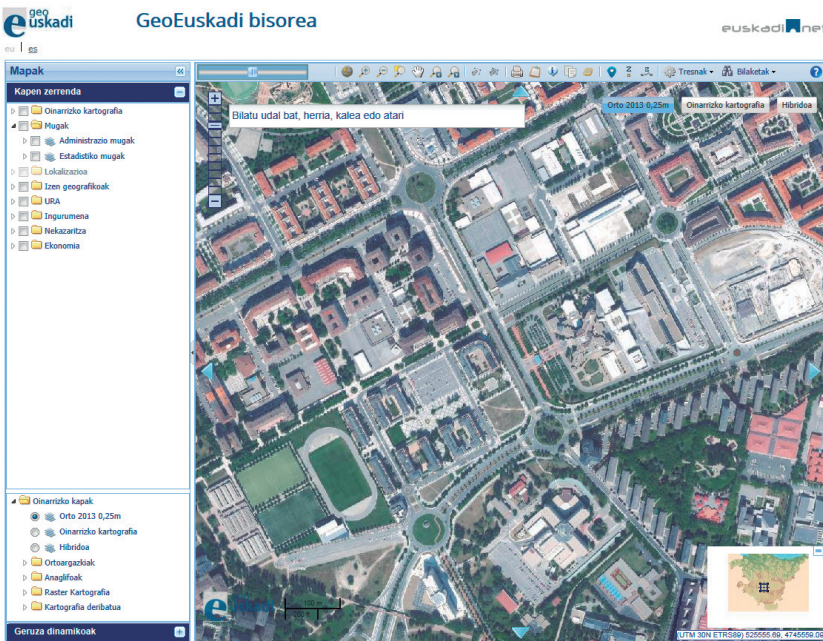 geo
euskadi
GeoEuskadi bisorea
euskadi net
eu | es
Mapak
Kapen zerrenda
Oinarrizko kartografia
Mugak
Administrazio mugak
Estadistiko mugak
Lokalizazioa
Izen geografikoak
URA
Ingurumena
Nekazaritza
Ekonomia
Oinarrizko kapak
Orto 2013 0,25m
Oinarrizko kartografia
Hibridoa
Ortoargazkiak
Anaglifoak
Raster Kartografia
Kartografia deribatua
Geruza dinamikoak
Tresnak
Bilaketak
Bilatu udal bat, herria, kalea edo atari
Orto 2013 0,25m
Oinarrizko kartografia
Hibridoa
100 m
(UTM 30N ETRS89) 525555.69, 4745559.09